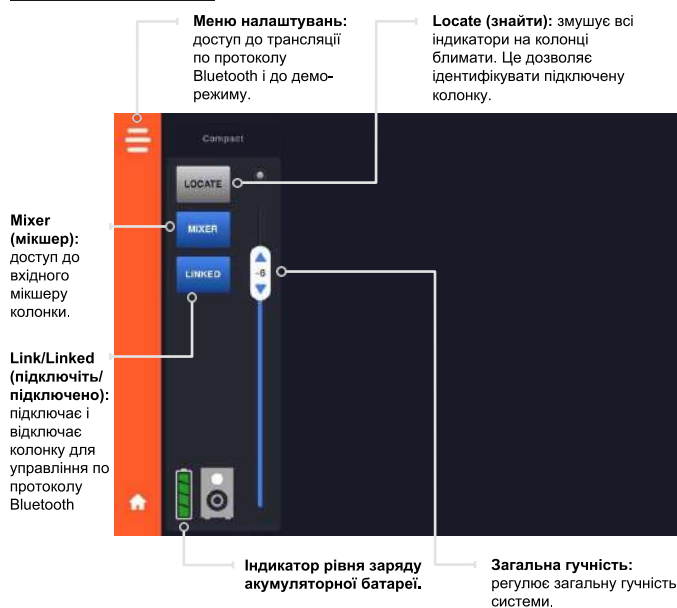 Меню налаштувань:
доступ до трансляції
по протоколу
Bluetooth і до демо-
режиму.
Locate (знайти): змушує всі
індикатори на колонці
блимати. Це дозволяє
ідентифікувати підключену
колонку.
Compact
LOCATE
MIXER
LINKED
-6
Mixer
(мікшер):
доступ до
вхідного
мікшеру
колонки.
Link/Linked
(підключіть/
підключено):
підключає і
відключає
колонку для
управління по
протоколу
Bluetooth
Індикатор рівня заряду
акумуляторної батареї.
Загальна гучність:
регулює загальну гучність
системи.